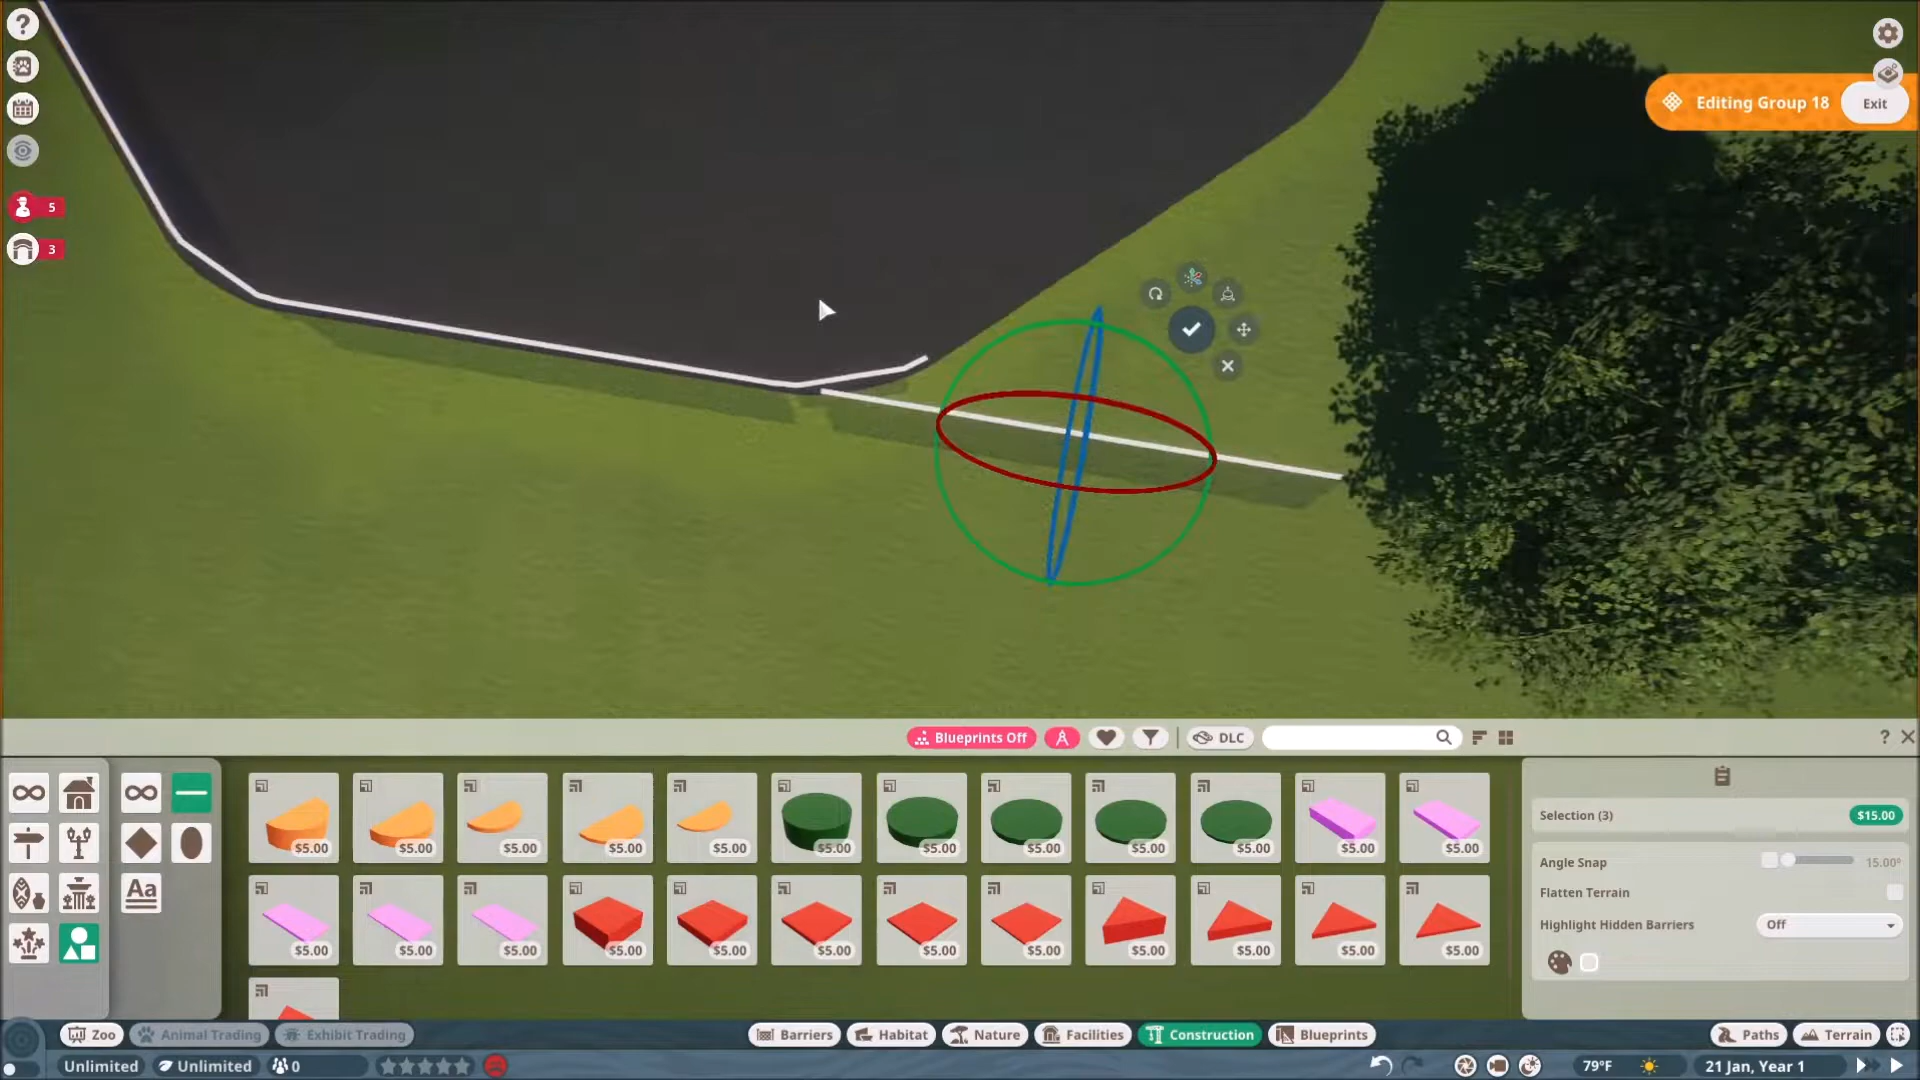 ?
Editing Group 18
Exit
5
3
Blueprints Off
DLC
?
$5.00 $5.00 $5.00 $5.00 $5.00 $5.00 $5.00 $5.00 $5.00 $5.00 $5.00 $5.00
$5.00 $5.00 $5.00 $5.00 $5.00 $5.00 $5.00 $5.00 $5.00 $5.00 $5.00 $5.00
Aa
Selection (3)
$15.00
Angle Snap
15.00°
Flatten Terrain
Highlight Hidden Barriers
Off
Zoo
Animal Trading
Exhibit Trading
Barriers
Habitat
Nature
Facilities
Construction
Blueprints
Paths
Terrain
Unlimited
Unlimited
0
79°F
21 Jan, Year 1